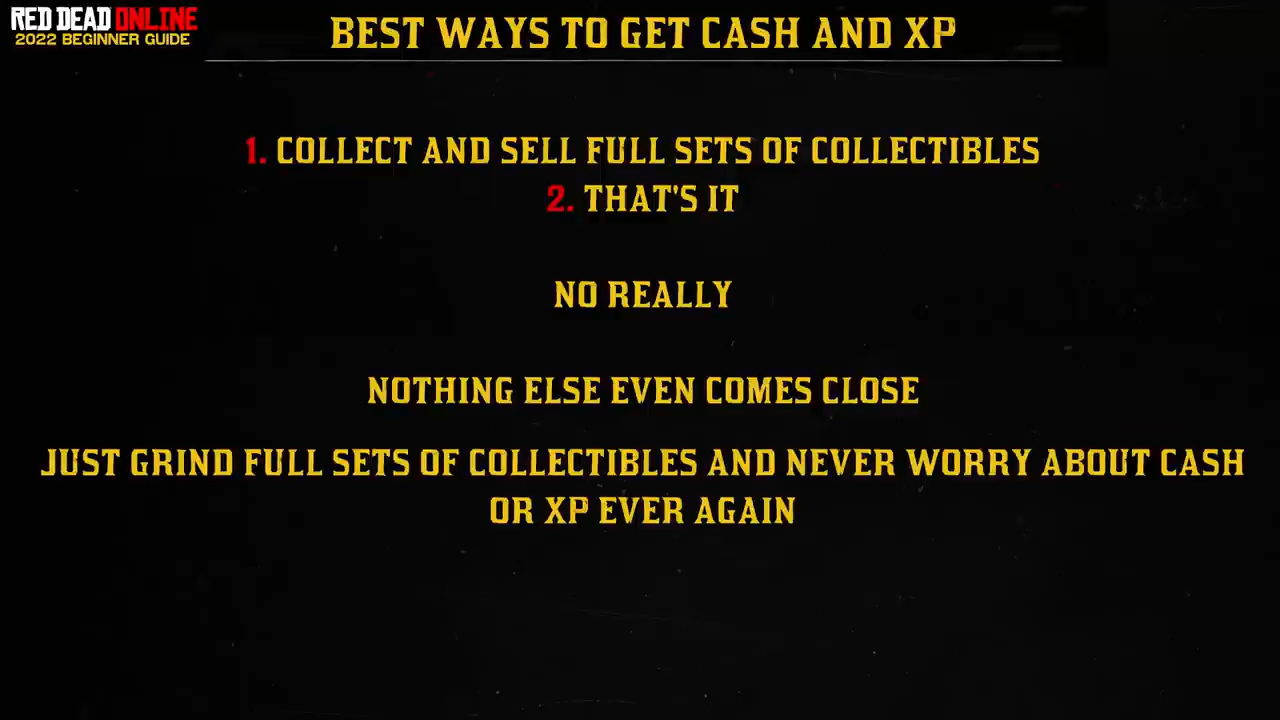 RED DEAD ONLINE
2022 BEGINNER GUIDE
BEST WAYS TO GET CASH AND XP
1. COLLECT AND SELL FULL SETS OF COLLECTIBLES
2. THAT'S IT
NO REALLY
NOTHING ELSE EVEN COMES CLOSE
JUST GRIND FULL SETS OF COLLECTIBLES AND NEVER WORRY ABOUT CASH
OR XP EVER AGAIN